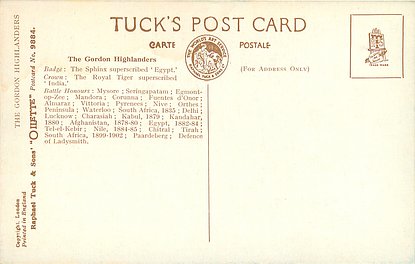 TUCK'S POST CARD
CARTE POSTALE
(FOR ADDRESS ONLY)
TRADE MARK
The Gordon Highlanders
Badge: The Sphinx superscribed 'Egypt.'
Crown: The Royal Tiger superscribed
'India.'
Battle Honours: Mysore; Seringapatam; Egmont-
op-Zee; Mandora; Corunna; Fuentes d'Onor;
Almaraz; Vittoria; Pyrenees; Nive; Orthes
Peninsula; Waterloo; South Africa, 1835; Delhi
Lucknow; Charasiah; Kabul, 1879; Kandahar,
1880; Afghanistan, 1878-80; Egypt, 1882-84;
Tel-el-Kebir; Nile, 1884-85; Chitral; Tirah;
South Africa, 1899-1902; Paardeberg; Defence
of Ladysmith.
THE GORDON HIGHLANDERS
Raphael Tuck & Sons' "OILETTE" Postcard No. 9884.
Copyright, London
Printed in England